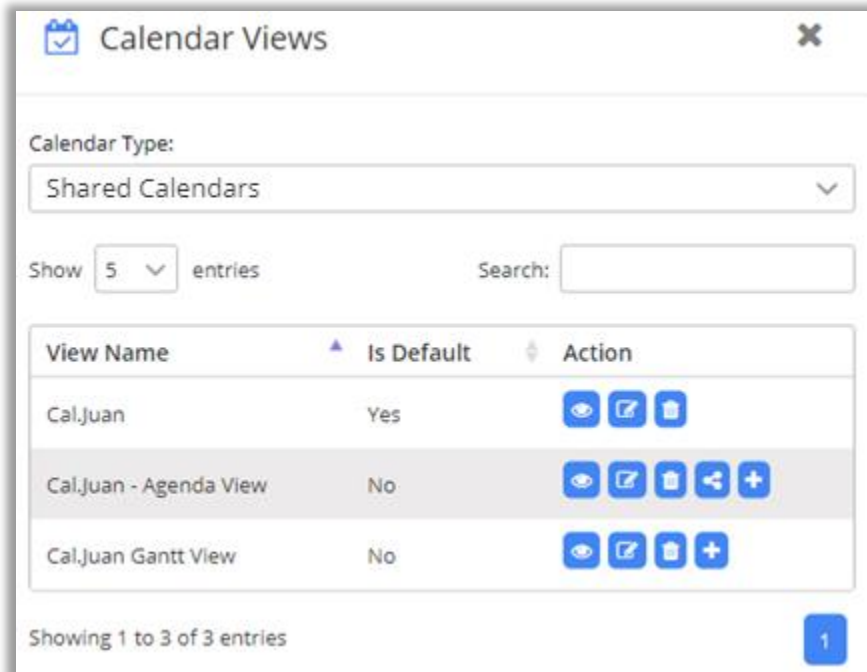 Calendar Views
Calendar Type:
Shared Calendars
Show 5 entries Search:
View Name Is Default Action
Cal.Juan Yes
Cal.Juan - Agenda View No
Cal.Juan Gantt View No
Showing 1 to 3 of 3 entries 1